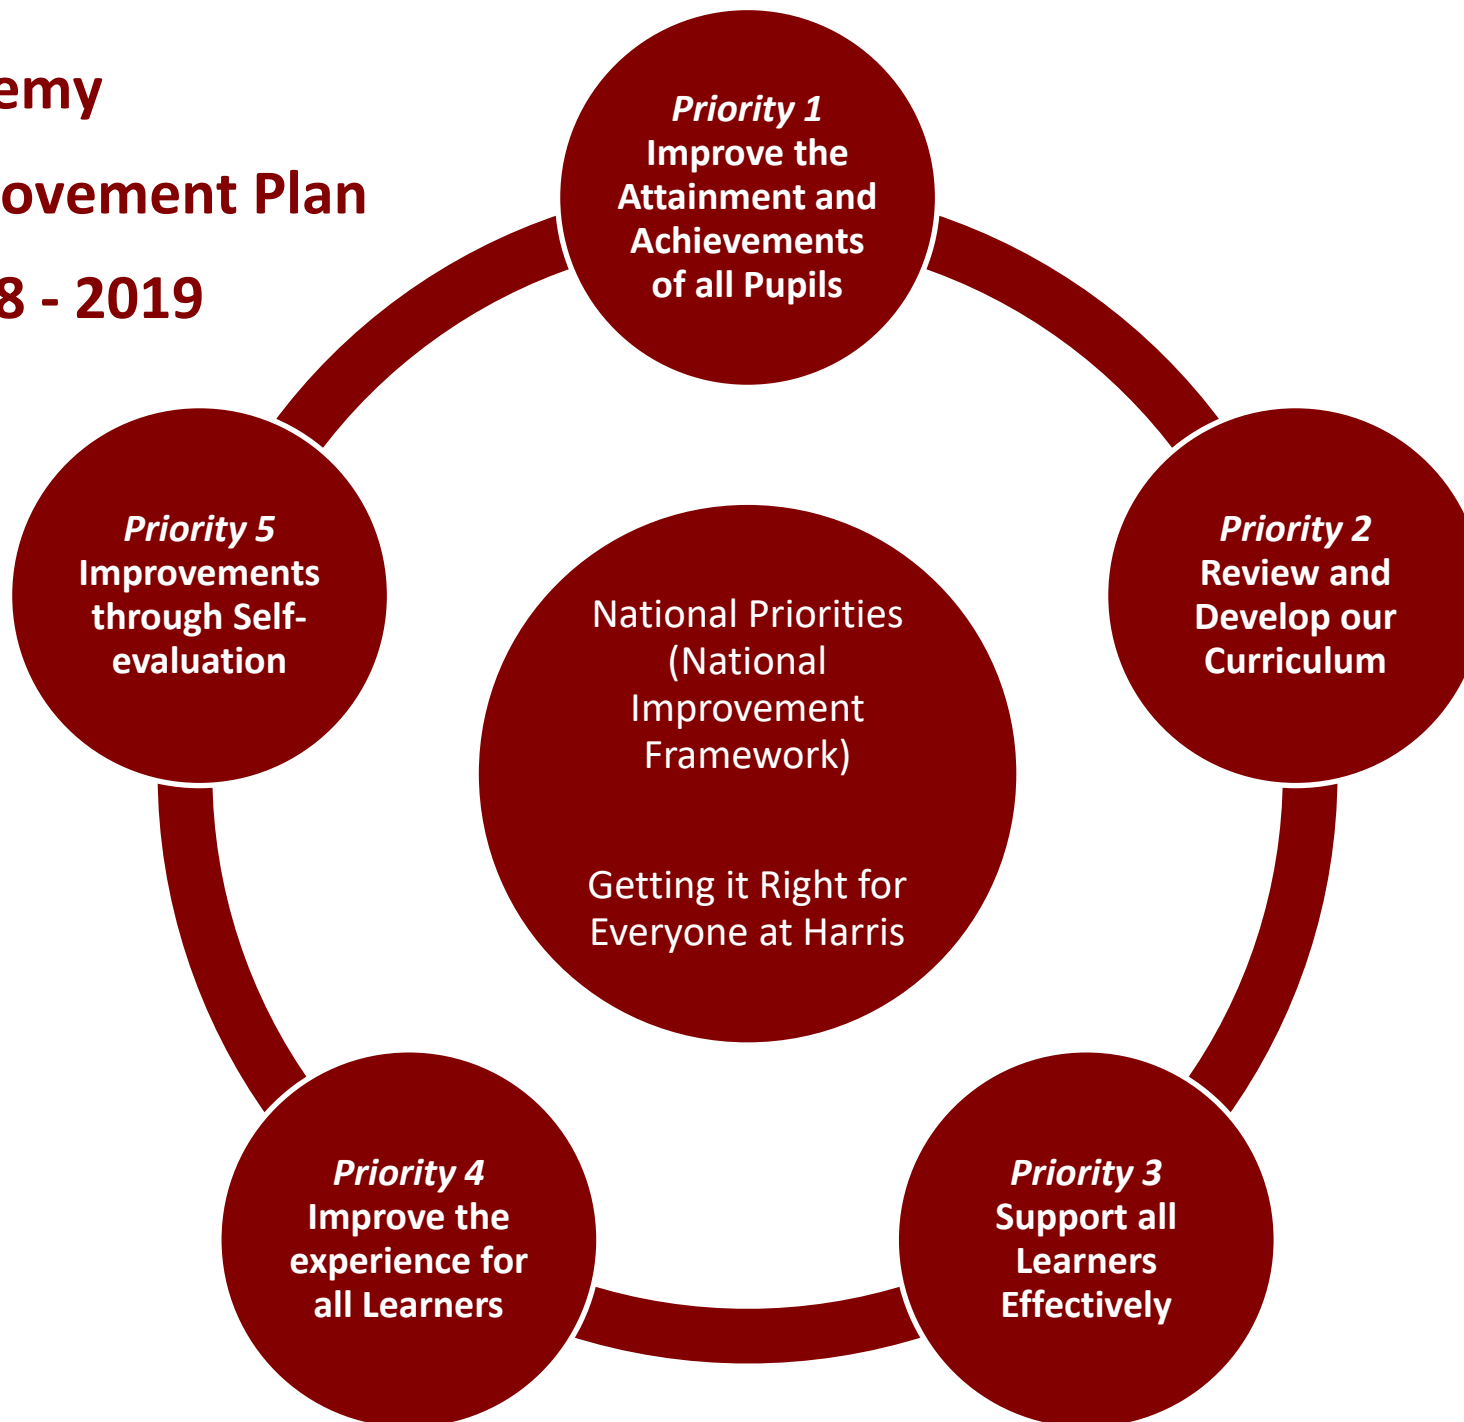 emy
ovement Plan
8 - 2019
Priority 1
Improve the
Attainment and
Achievements
of all Pupils
Priority 2
Review and
Develop our
Curriculum
Priority 3
Support all
Learners
Effectively
Priority 4
Improve the
experience for
all Learners
Priority 5
Improvements
through Self-
evaluation
National Priorities
(National
Improvement
Framework)
Getting it Right for
Everyone at Harris